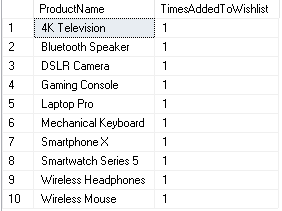 ProductName TimesAddedToWishlist
1 4K Television 1
2 Bluetooth Speaker 1
3 DSLR Camera 1
4 Gaming Console 1
5 Laptop Pro 1
6 Mechanical Keyboard 1
7 Smartphone X 1
8 Smartwatch Series 5 1
9 Wireless Headphones 1
10 Wireless Mouse 1